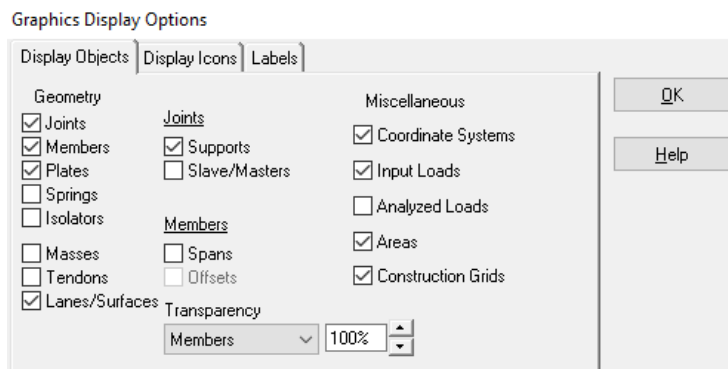 Graphics Display Options
Display Objects
Display Icons
Labels
Geometry
Joints
Members
Plates
Springs
Isolators
Masses
Tendons
Lanes/Surfaces
Joints
Supports
Slave/Masters
Members
Spans
Offsets
Transparency
Members
100%
Miscellaneous
Coordinate Systems
Input Loads
Analyzed Loads
Areas
Construction Grids
OK
Help